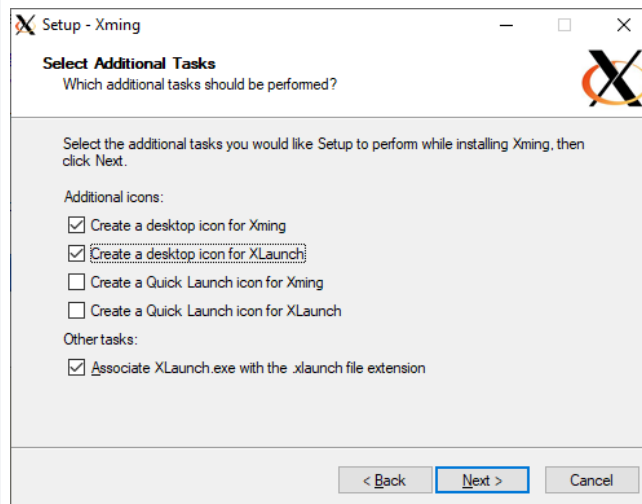 Setup - Xming
Select Additional Tasks
Which additional tasks should be performed?
Select the additional tasks you would like Setup to perform while installing Xming, then
click Next.
Additional icons:
Create a desktop icon for Xming
Create a desktop icon for XLaunch
Create a Quick Launch icon for Xming
Create a Quick Launch icon for XLaunch
Other tasks:
Associate XLaunch.exe with the .xlaunch file extension
< Back
Next >
Cancel